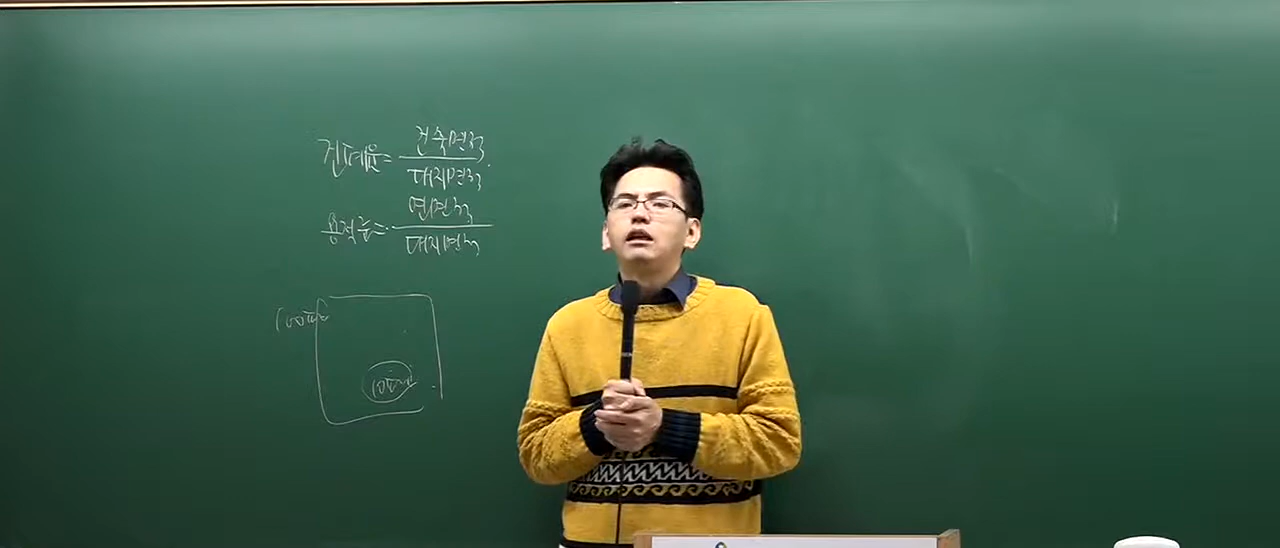 건폐율 = 건축면적
대지면적
용적률 = 연면적
대지면적
100평
10평